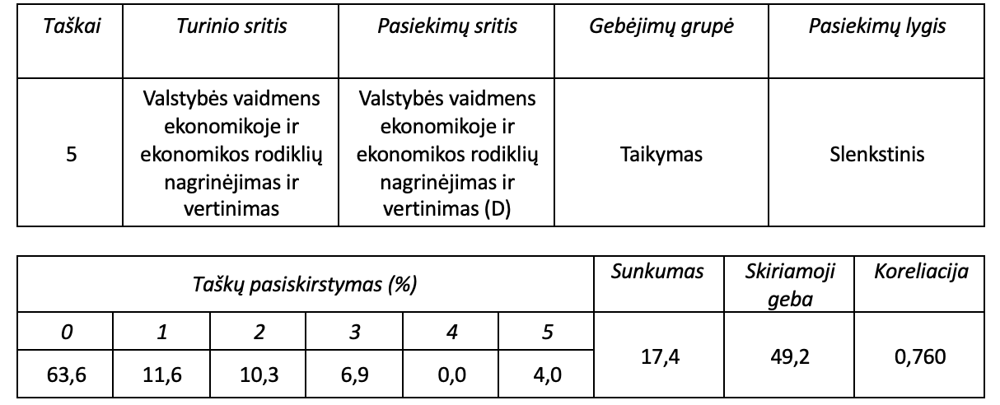 Taškai Turinio sritis Pasiekimų sritis Gebėjimų grupė Pasiekimų lygis
5
Valstybės vaidmens
ekonomikoje ir
ekonomikos rodiklių
nagrinėjimas ir
vertinimas
Valstybės vaidmens
ekonomikoje ir
ekonomikos rodiklių
nagrinėjimas ir
vertinimas (D)
Taikymas
Slenkstinis
Taškų pasiskirstymas (%)
Sunkumas
Skiriamoji
geba
Koreliacija
0 1 2 3 4 5
63,6 11,6 10,3 6,9 0,0 4,0
17,4 49,2 0,760